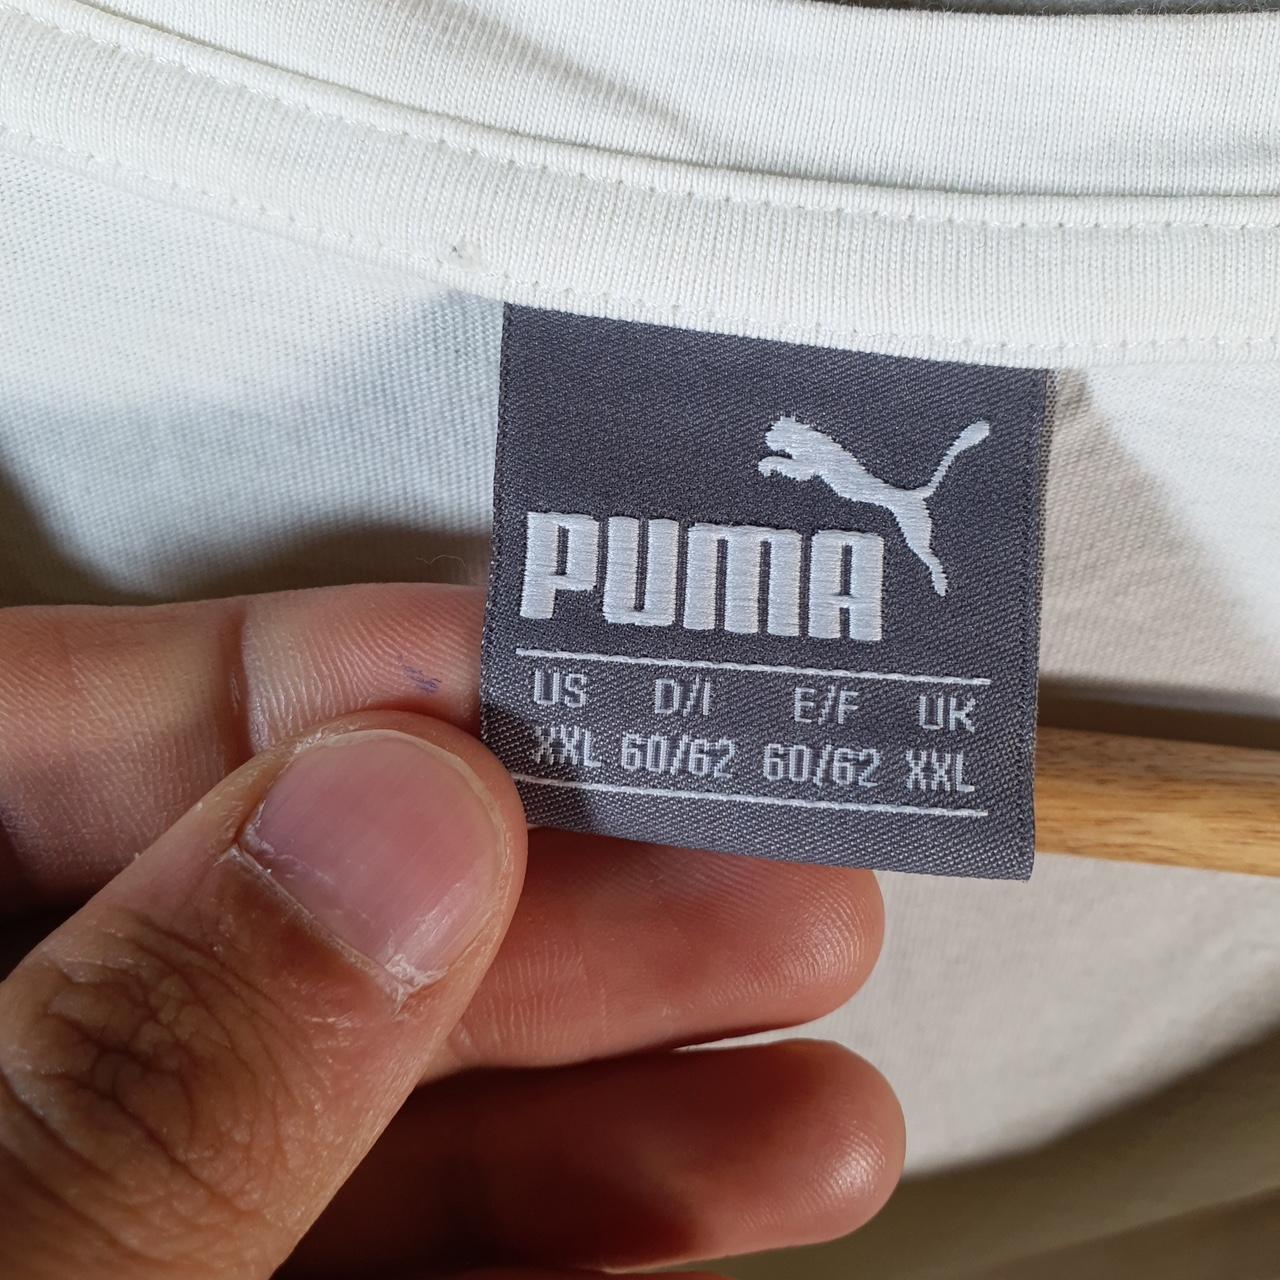 PUMA
US D/I E/F UK
XXL 60/62 60/62 XXL